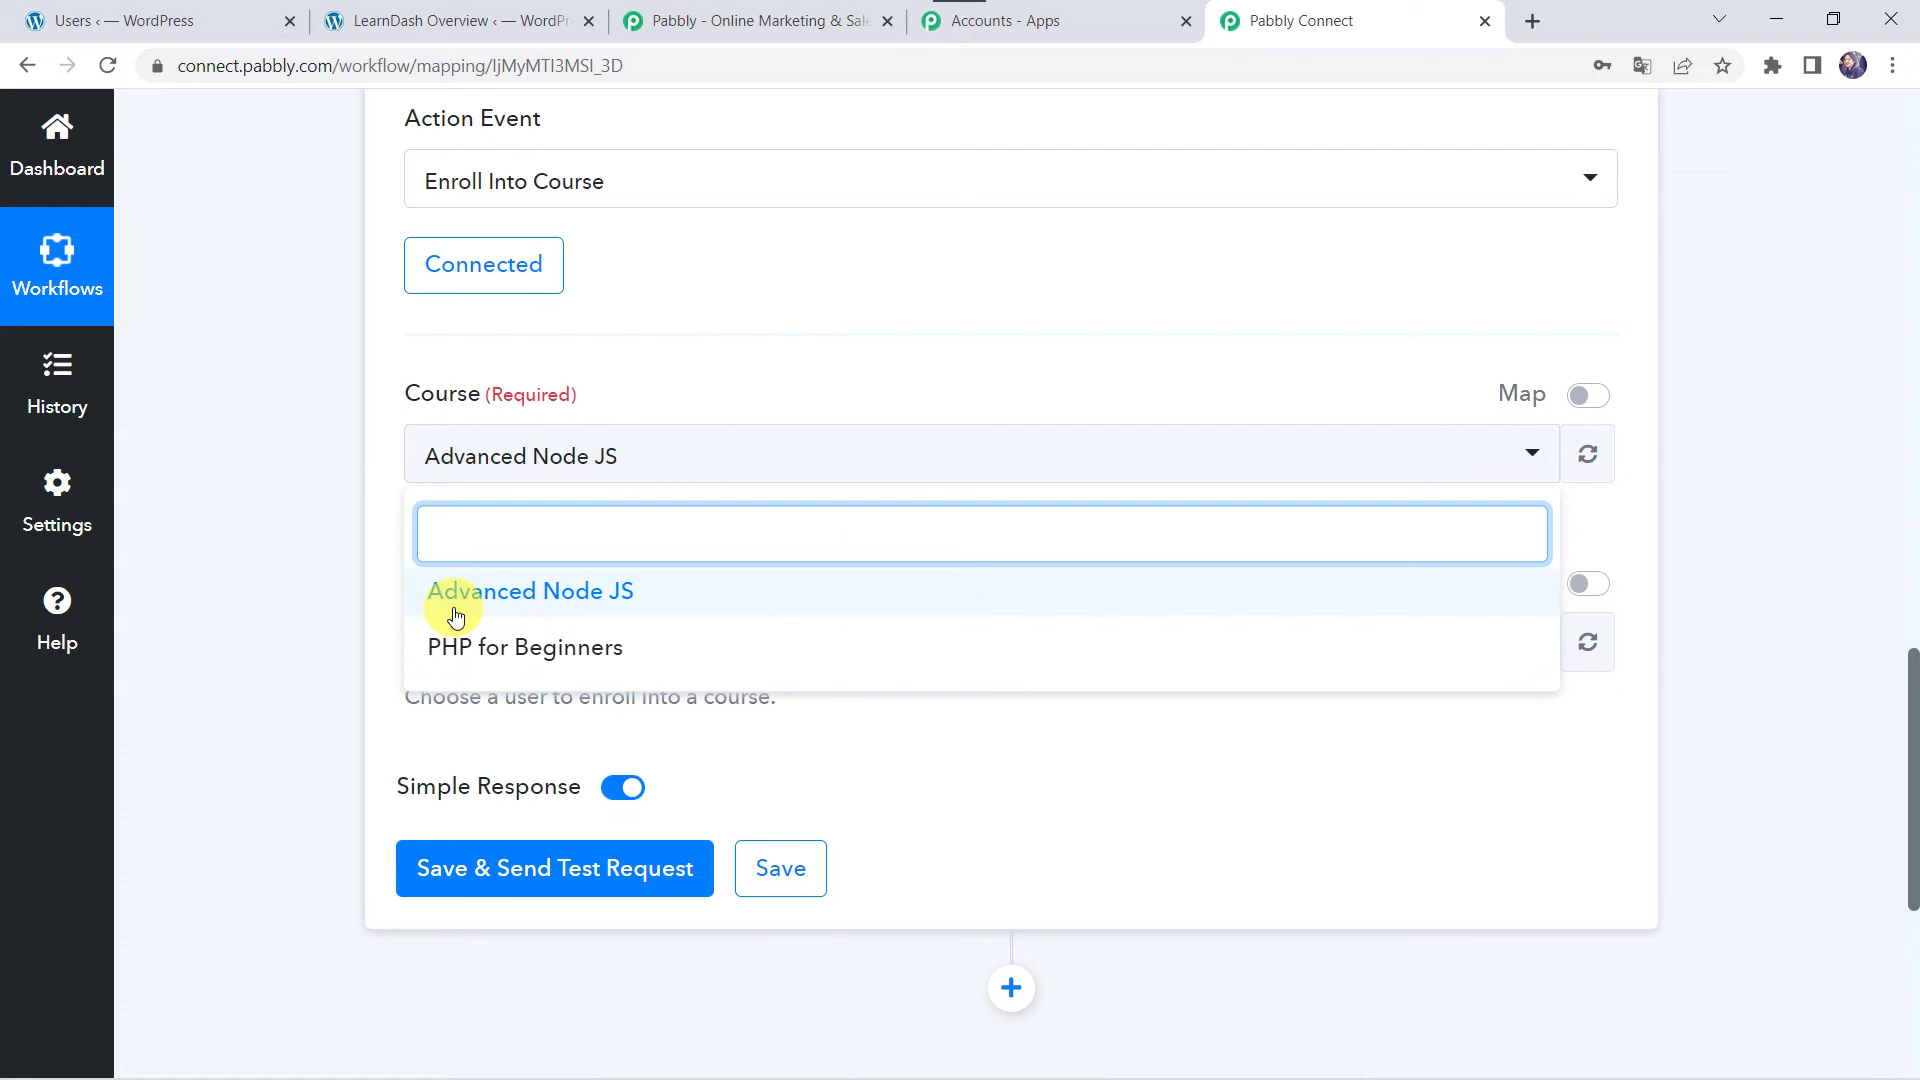 Users ‹ — WordPress
LearnDash Overview ‹ — WordPr
Pabbly - Online Marketing & Sale
Accounts - Apps
Pabbly Connect
connect.pabbly.com/workflow/mapping/IjMyMTI3MSI_3D
Dashboard
Workflows
History
Settings
Help
Action Event
Enroll Into Course
Connected
Course (Required)
Map
Advanced Node JS
Advanced Node JS
PHP for Beginners
Choose a user to enroll into a course.
Simple Response
Save & Send Test Request
Save